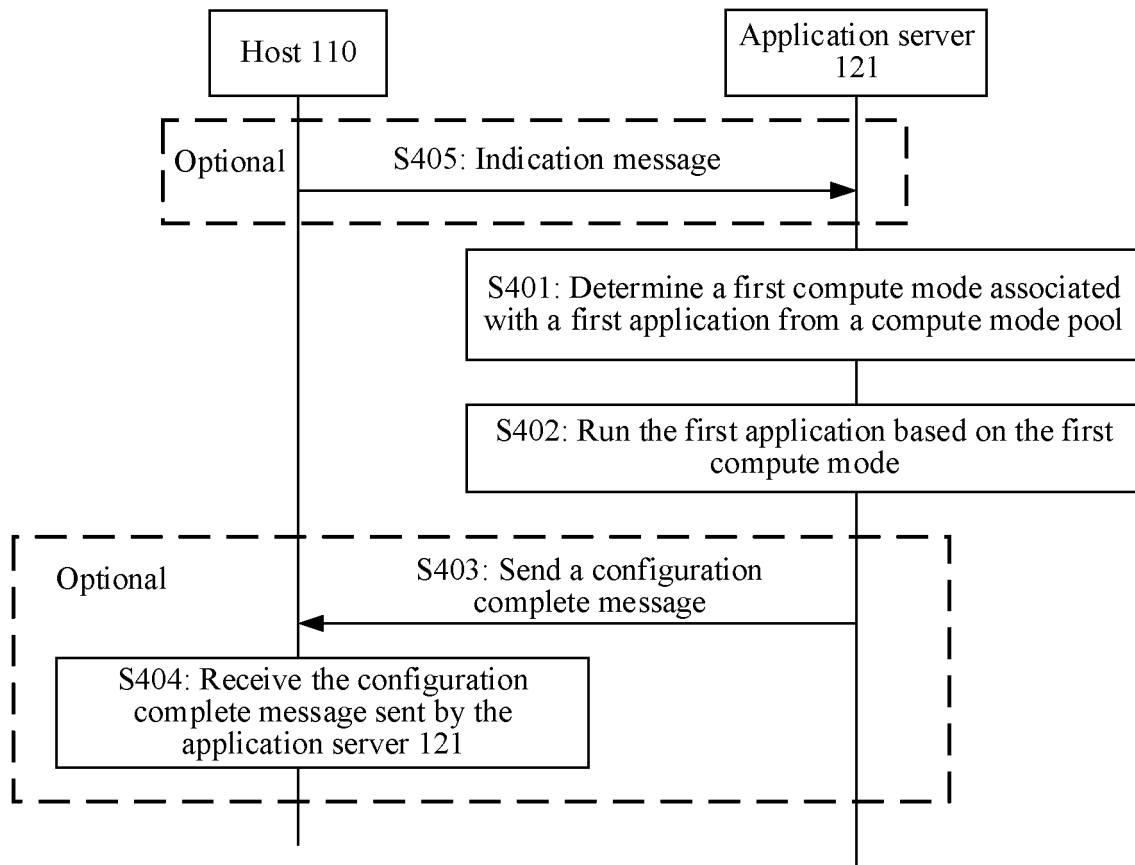 Host 110
Application server
121
Optional
S405: Indication message
S401: Determine a first compute mode associated
with a first application from a compute mode pool
S402: Run the first application based on the first
compute mode
Optional
S403: Send a configuration
complete message
S404: Receive the configuration
complete message sent by the
application server 121